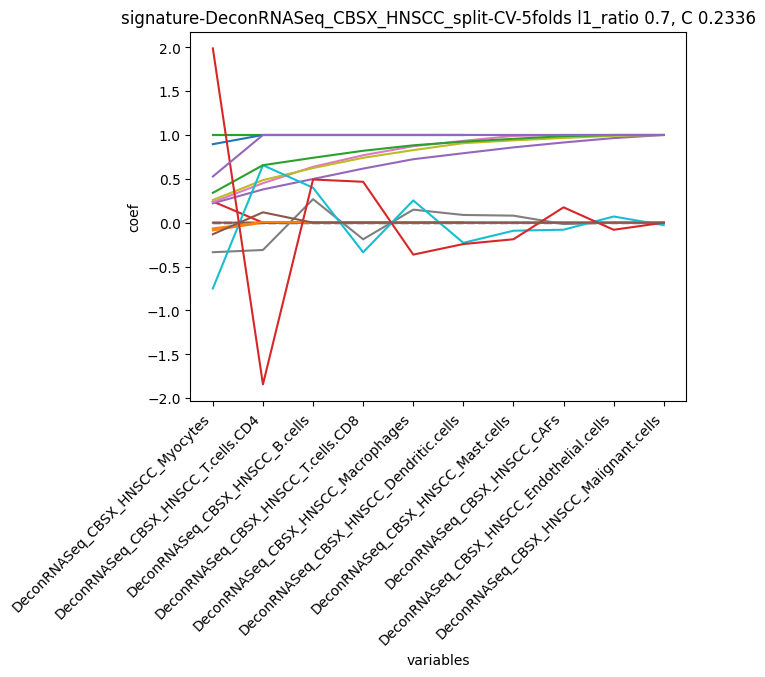 signature-DeconRNASeq_CBSX_HNSCC_split-CV-5folds l1_ratio 0.7, C 0.2336
2.0
1.5
1.0
0.5
0.0
−0.5
−1.0
−1.5
−2.0
coef
DeconRNASeq_CBSX_HNSCC_Myocytes
DeconRNASeq_CBSX_HNSCC_T.cells.CD4
DeconRNASeq_CBSX_HNSCC_B.cells
DeconRNASeq_CBSX_HNSCC_T.cells.CD8
DeconRNASeq_CBSX_HNSCC_Macrophages
DeconRNASeq_CBSX_HNSCC_Dendritic.cells
DeconRNASeq_CBSX_HNSCC_Mast.cells
DeconRNASeq_CBSX_HNSCC_CAFs
DeconRNASeq_CBSX_HNSCC_Endothelial.cells
DeconRNASeq_CBSX_HNSCC_Malignant.cells
variables